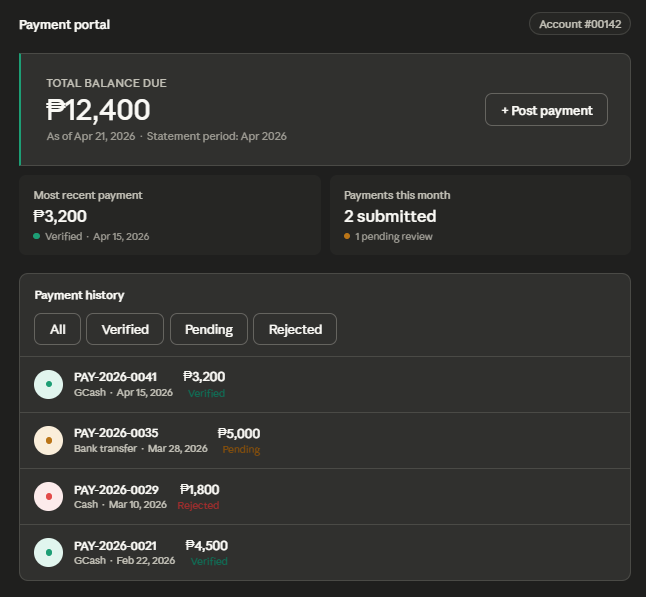 Payment portal
Account #00142
TOTAL BALANCE DUE
₱12,400
As of Apr 21, 2026 · Statement period: Apr 2026
+ Post payment
Most recent payment
₱3,200
Verified · Apr 15, 2026
Payments this month
2 submitted
1 pending review
Payment history
All Verified Pending Rejected
PAY-2026-0041 ₱3,200
GCash · Apr 15, 2026 Verified
PAY-2026-0035 ₱5,000
Bank transfer · Mar 28, 2026 Pending
PAY-2026-0029 ₱1,800
Cash · Mar 10, 2026 Rejected
PAY-2026-0021 ₱4,500
GCash · Feb 22, 2026 Verified